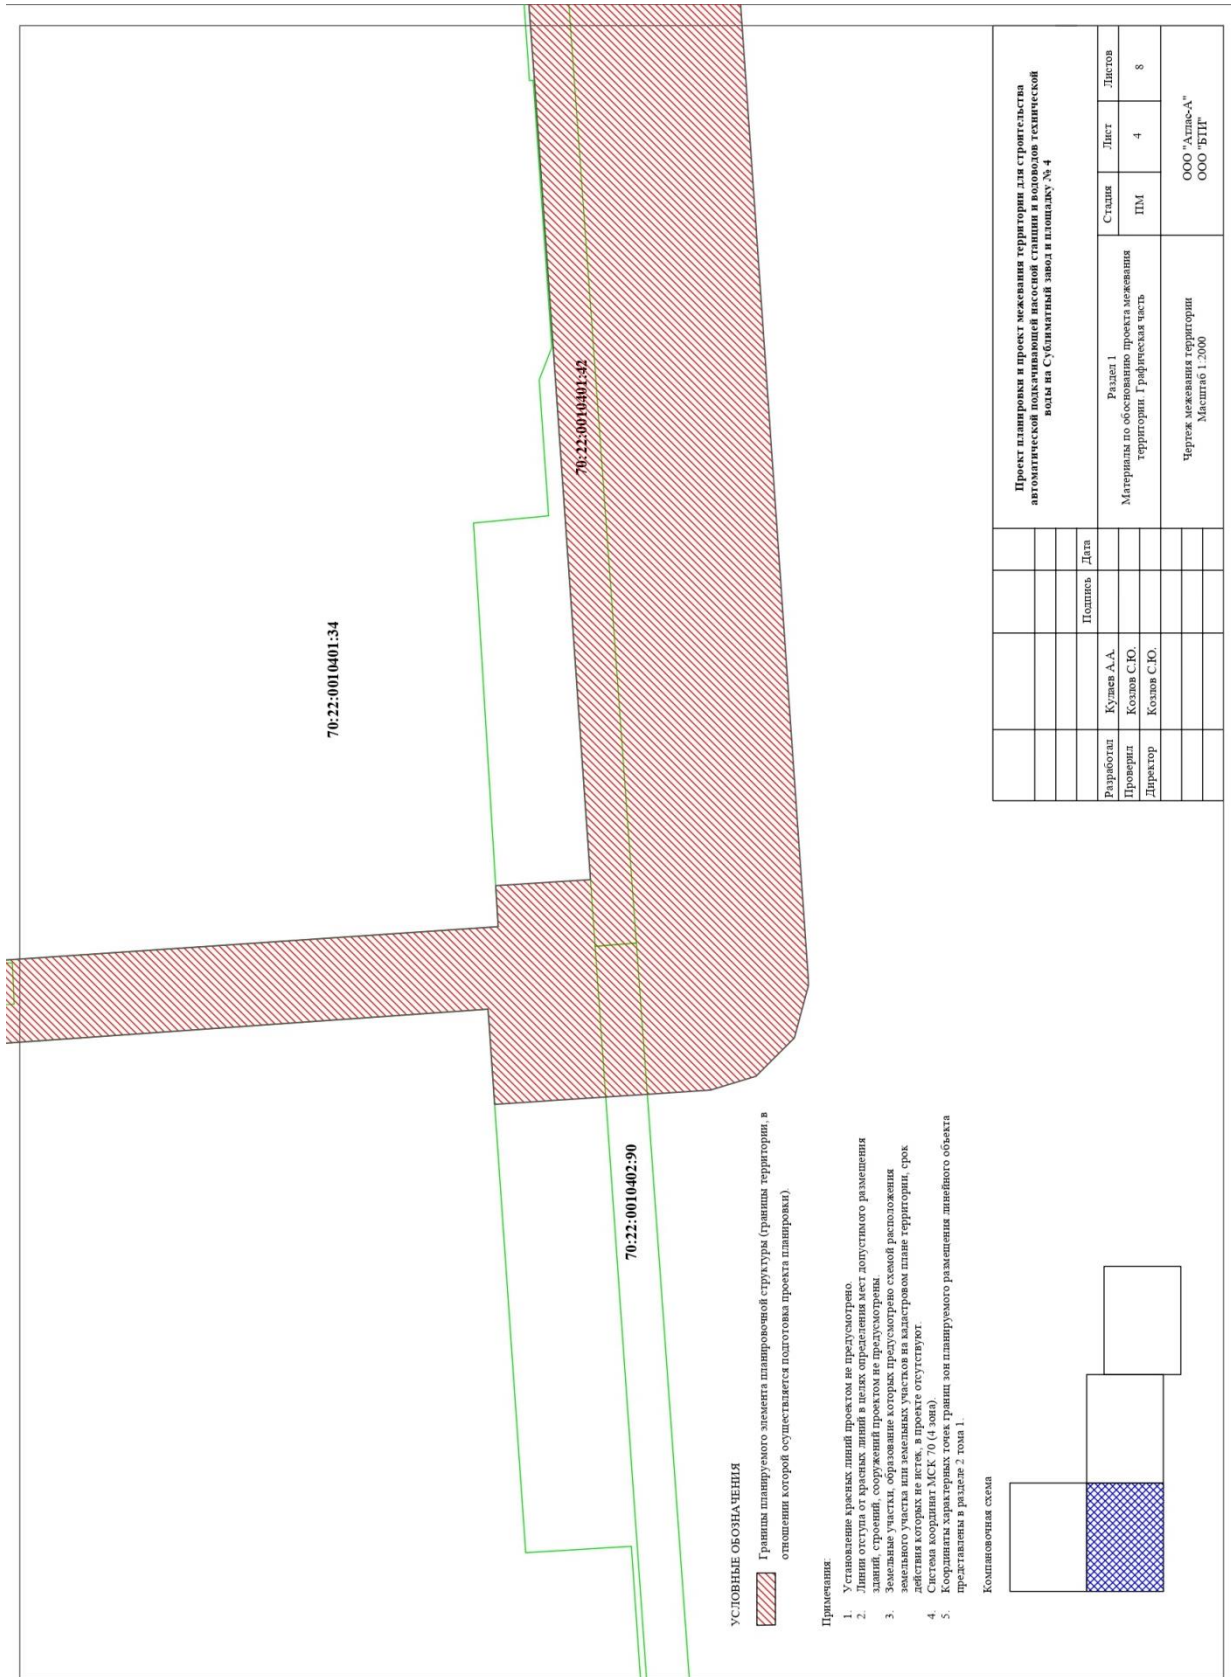 70:22:0010401:34
70:22:0010401:42
70:22:0010402:90
УСЛОВНЫЕ ОБОЗНАЧЕНИЯ
Границы планируемого элемента планировочной структуры (границы территории, в
отношении которой осуществляется подготовка проекта планировки).
Примечания:
1. Установление красных линий проектом не предусмотрено.
2. Линии отступа от красных линий в целях определения мест допустимого размещения
зданий, строений, сооружений проектом не предусмотрены.
3. Земельные участки, образование которых предусмотрено схемой расположения
земельного участка или земельных участков на кадастровом плане территории, срок
действия которых не истек, в проекте отсутствуют.
4. Система координат МСК 70 (4 зона).
5. Координаты характерных точек границ зон планируемого размещения линейного объекта
представлены в разделе 2 тома 1.
Компановочная схема
Проект планировки и проект межевания территории для строительства
автоматической подкачивающей насосной станции и водоводов технической
воды на Сублиматный завод и площадку № 4
Подпись Дата
Разработал Кулаев А.А.
Проверил Козлов С.Ю.
Директор Козлов С.Ю.
Раздел 1
Материалы по обоснованию проекта межевания
территории. Графическая часть
Стадия Лист Листов
ПМ 4 8
Чертеж межевания территории
Масштаб 1:2000
ООО "Атлас-А"
ООО "БТИ"